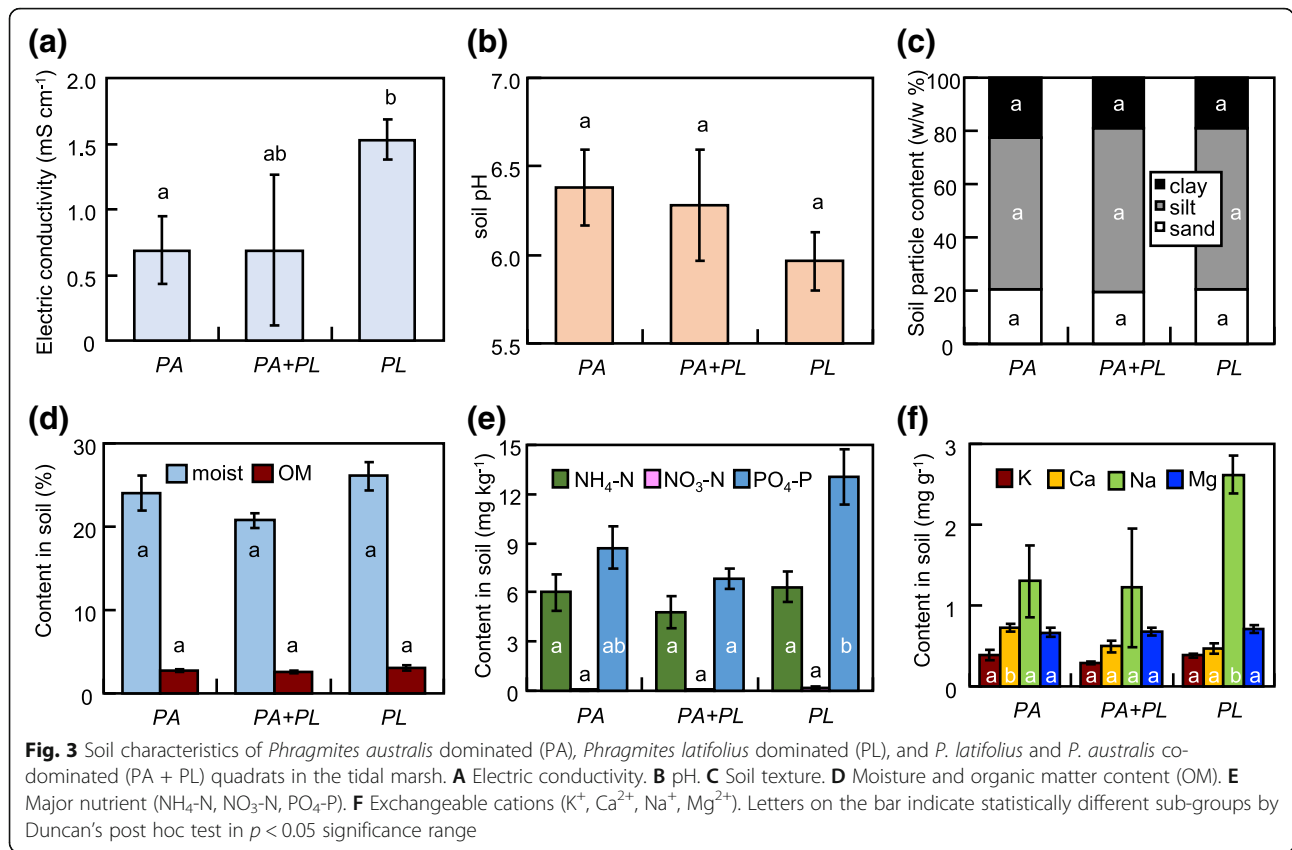 (a)
Electric conductivity (mS cm⁻¹)
2.0
1.5
1.0
0.5
0
a
ab
b
PA
PA+PL
PL
(b)
soil pH
7.0
6.5
6.0
5.5
a
a
a
PA
PA+PL
PL
(c)
Soil particle content (w/w %)
100
80
60
40
20
0
a
a
a
a
a
a
a
a
a
clay
silt
sand
PA
PA+PL
PL
(d)
Content in soil (%)
30
20
10
0
moist
OM
a
a
a
a
a
a
PA
PA+PL
PL
(e)
Content in soil (mg kg⁻¹)
15
12
9
6
3
0
NH₄-N
NO₃-N
PO₄-P
a
a
ab
a
a
a
a
a
b
PA
PA+PL
PL
(f)
Content in soil (mg g⁻¹)
3
2
1
0
K
Ca
Na
Mg
a
b
a
a
a
a
a
a
a
a
b
a
PA
PA+PL
PL
Fig. 3 Soil characteristics of Phragmites australis dominated (PA), Phragmites latifolius dominated (PL), and P. latifolius and P. australis co-
dominated (PA + PL) quadrats in the tidal marsh. A Electric conductivity. B pH. C Soil texture. D Moisture and organic matter content (OM). E
Major nutrient (NH₄-N, NO₃-N, PO₄-P). F Exchangeable cations (K⁺, Ca²⁺, Na⁺, Mg²⁺). Letters on the bar indicate statistically different sub-groups by
Duncan's post hoc test in p < 0.05 significance range